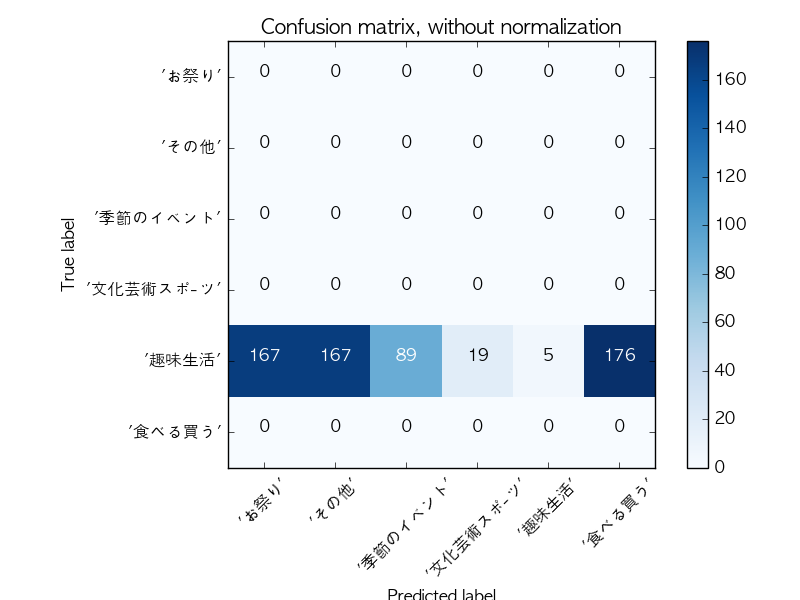 Confusion matrix, without normalization
'お祭り' 0 0 0 0 0 0
'その他' 0 0 0 0 0 0
'季節のイベント' 0 0 0 0 0 0
'文化芸術スポーツ' 0 0 0 0 0 0
'趣味生活' 167 167 89 19 5 176
'食べる買う' 0 0 0 0 0 0
True label
'お祭り' 'その他' '季節のイベント' '文化芸術スポーツ' '趣味生活' '食べる買う'
Predicted label
160
140
120
100
80
60
40
20
0